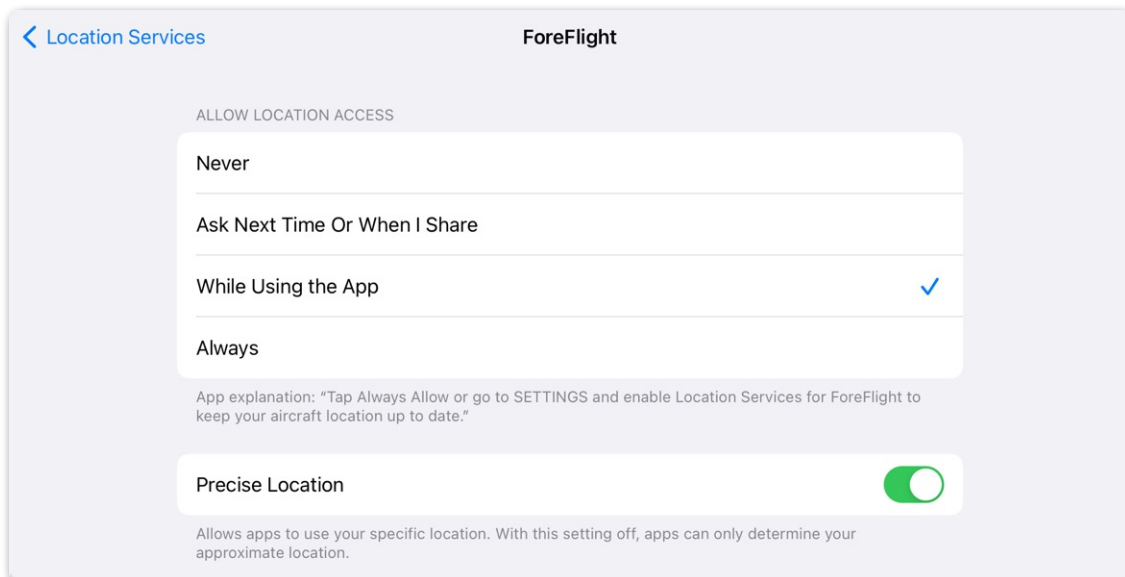 Location Services
ForeFlight
ALLOW LOCATION ACCESS
Never
Ask Next Time Or When I Share
While Using the App
Always
App explanation: “Tap Always Allow or go to SETTINGS and enable Location Services for ForeFlight to
keep your aircraft location up to date.”
Precise Location
Allows apps to use your specific location. With this setting off, apps can only determine your
approximate location.